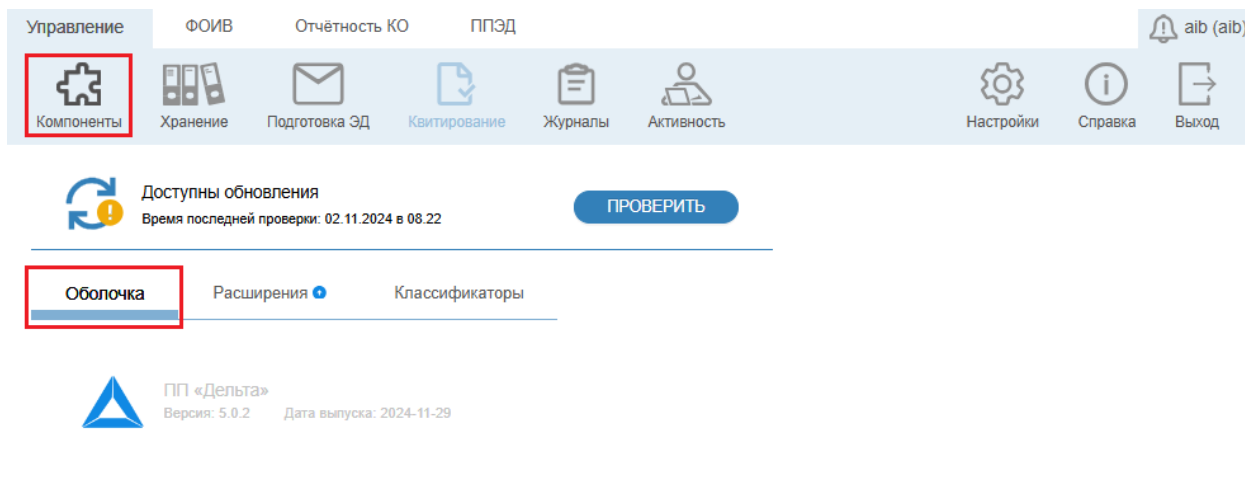 Управление ФОИВ Отчётность КО ППЭД aib (aib)
Компоненты Хранение Подготовка ЭД Квитирование Журналы Активность Настройки Справка Выход
Доступны обновления
Время последней проверки: 02.11.2024 в 08.22
ПРОВЕРИТЬ
Оболочка Расширения Классификаторы
ПП «Дельта»
Версия: 5.0.2 Дата выпуска: 2024-11-29